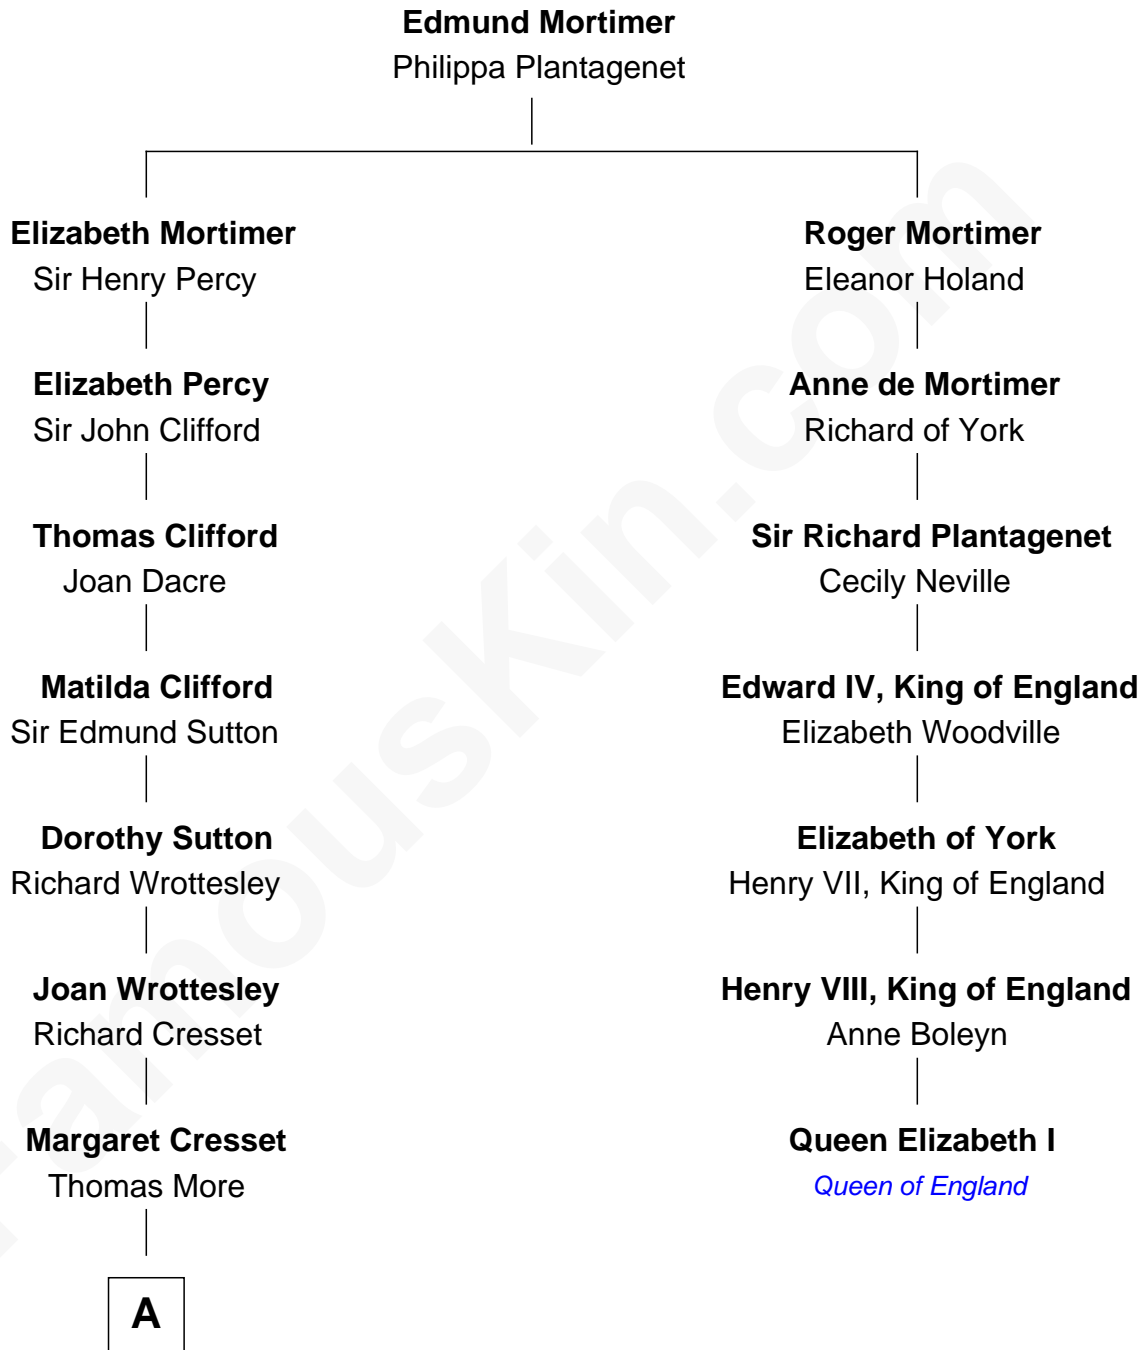 Edmund Mortimer
Philippa Plantagenet
Elizabeth Mortimer
Sir Henry Percy
Roger Mortimer
Eleanor Holand
Elizabeth Percy
Sir John Clifford
Anne de Mortimer
Richard of York
Thomas Clifford
Joan Dacre
Sir Richard Plantagenet
Cecily Neville
Matilda Clifford
Sir Edmund Sutton
Edward IV, King of England
Elizabeth Woodville
Dorothy Sutton
Richard Wrottesley
Elizabeth of York
Henry VII, King of England
Joan Wrottesley
Richard Cresset
Henry VIII, King of England
Anne Boleyn
Margaret Cresset
Thomas More
Queen Elizabeth I
Queen of England
A
FamousKin.com